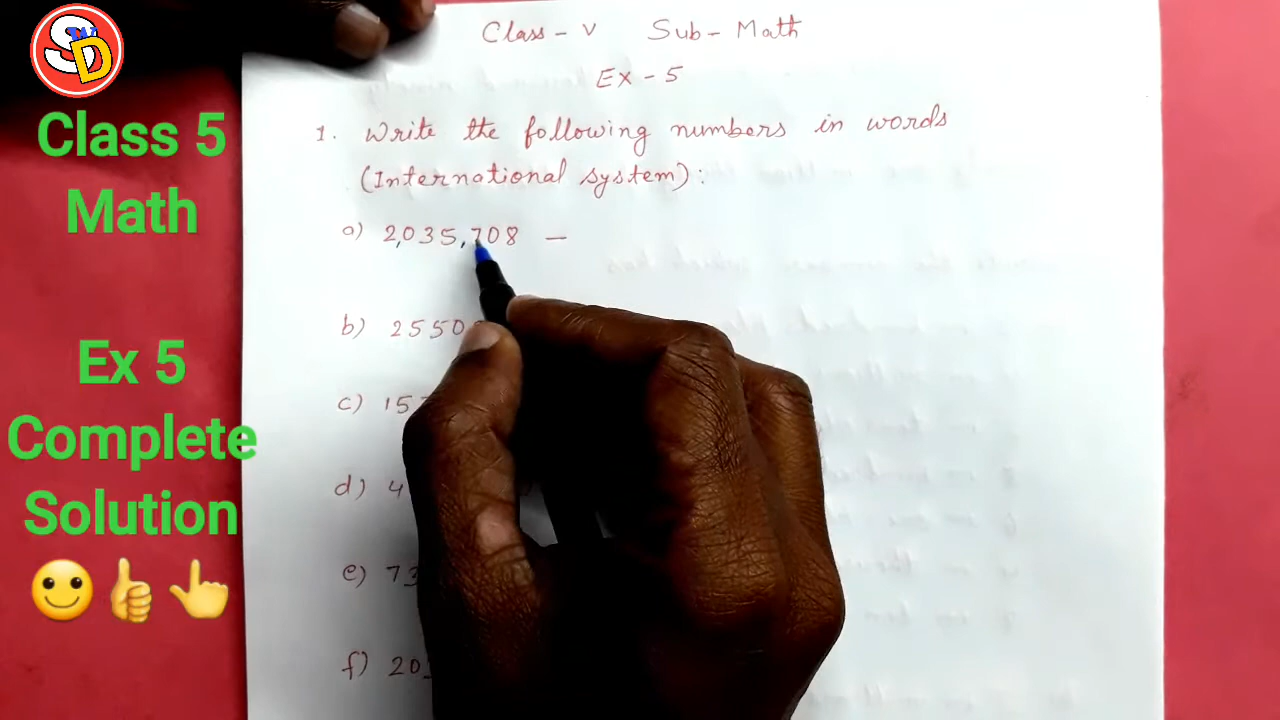 SWD
Class 5
Math
Ex 5
Complete
Solution
Class - V Sub - Math
Ex - 5
1. Write the following numbers in words
(International system):
a) 2,035,708 -
b) 2550
c) 15
d) 4
e) 73
f) 20